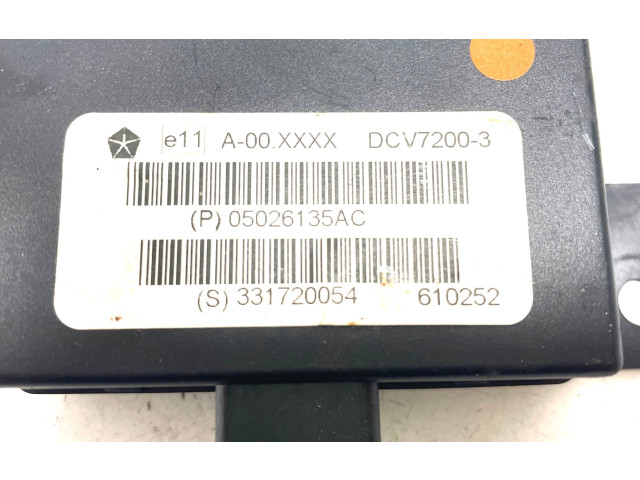 e11 A-00.XXXX DCV7200-3
(P) 05026135AC
(S) 331720054 610252